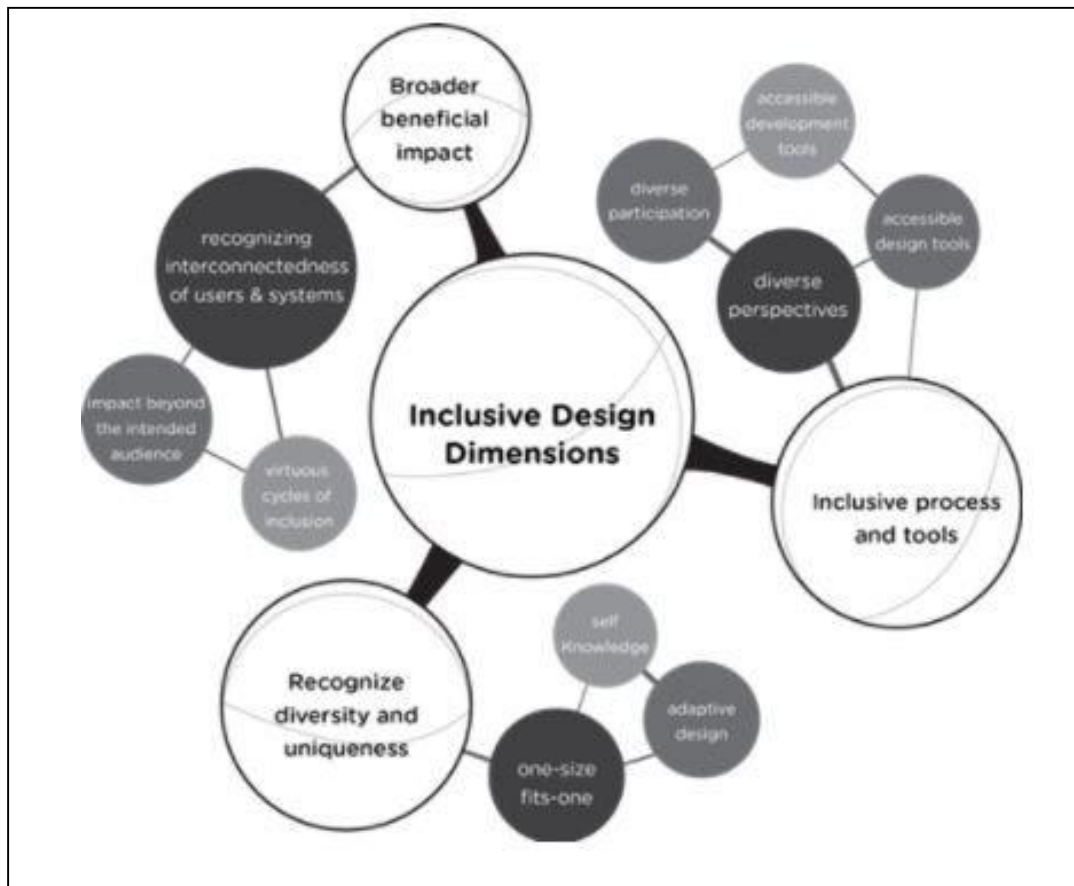 Broader
beneficial
impact
accessible
development
tools
diverse
participation
accessible
design tools
recognizing
interconnectedness
of users & systems
diverse
perspectives
impact beyond
the intended
audience
Inclusive Design
Dimensions
virtuous
cycles of
inclusion
Inclusive process
and tools
self
Knowledge
Recognize
diversity and
uniqueness
adaptive
design
one-size
fits-one